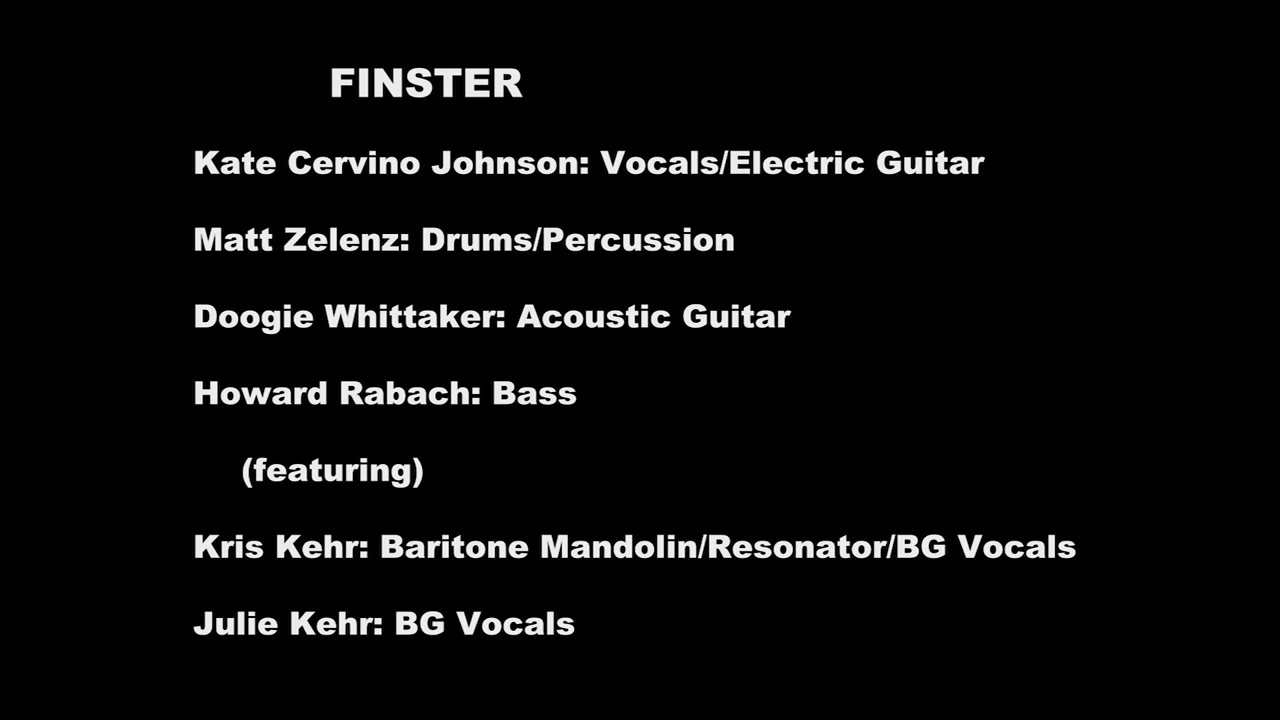 FINSTER
Kate Cervino Johnson: Vocals/Electric Guitar
Matt Zelenz: Drums/Percussion
Doogie Whittaker: Acoustic Guitar
Howard Rabach: Bass
(featuring)
Kris Kehr: Baritone Mandolin/Resonator/BG Vocals
Julie Kehr: BG Vocals